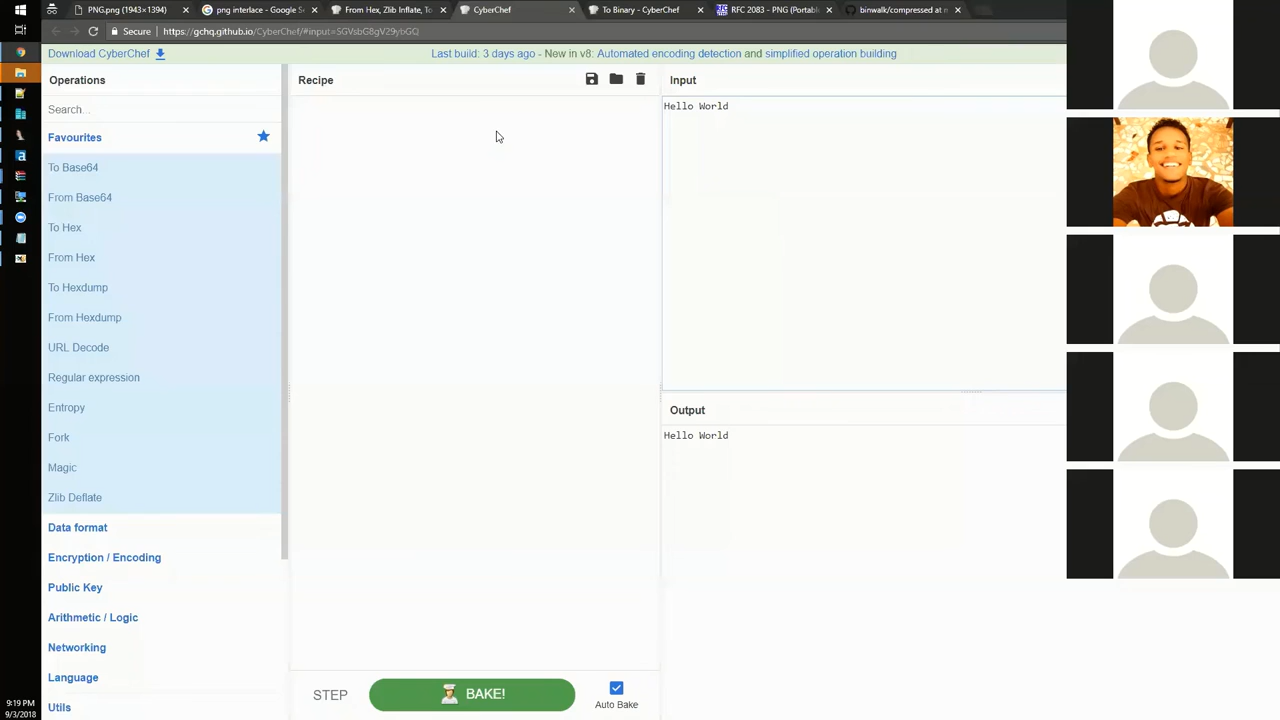 PNG.png (1943×1394)
png interlace - Google Se
From Hex, Zlib Inflate, To
CyberChef
To Binary - CyberChef
RFC 2083 - PNG (Portabl
binwalk/compressed at m
Secure
https://gchq.github.io/CyberChef/#input=SGVsbG8gV29ybGQ
Download CyberChef
Last build: 3 days ago - New in v8: Automated encoding detection and simplified operation building
Operations
Search...
Favourites
To Base64
From Base64
To Hex
From Hex
To Hexdump
From Hexdump
URL Decode
Regular expression
Entropy
Fork
Magic
Zlib Deflate
Data format
Encryption / Encoding
Public Key
Arithmetic / Logic
Networking
Language
Utils
Recipe
STEP
BAKE!
Auto Bake
Input
Hello World
Output
Hello World
9:19 PM
9/3/2018